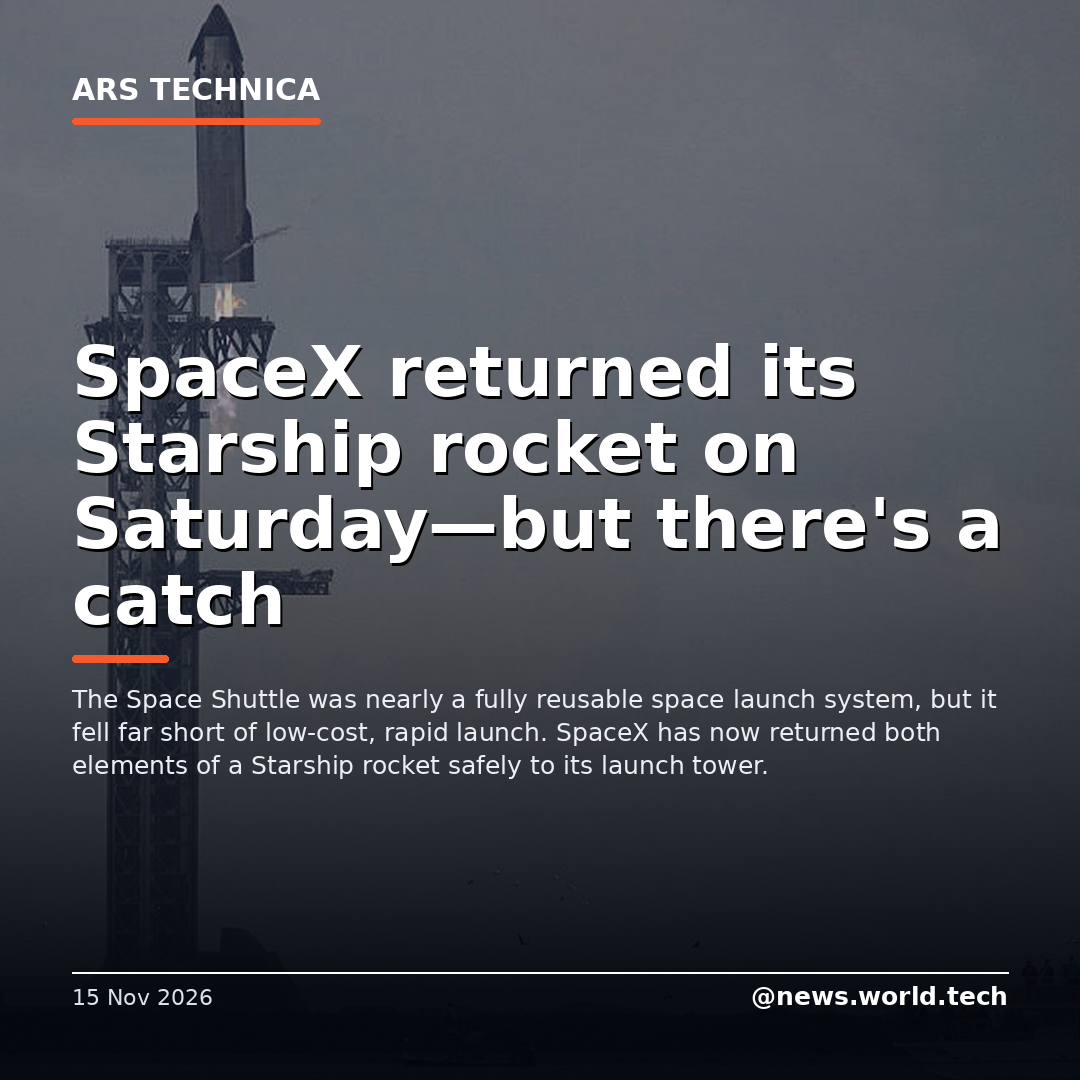 ARS TECHNICA
SpaceX returned its
Starship rocket on
Saturday—but there's a
catch
The Space Shuttle was nearly a fully reusable space launch system, but it
fell far short of low-cost, rapid launch. SpaceX has now returned both
elements of a Starship rocket safely to its launch tower.
15 Nov 2026
@news.world.tech